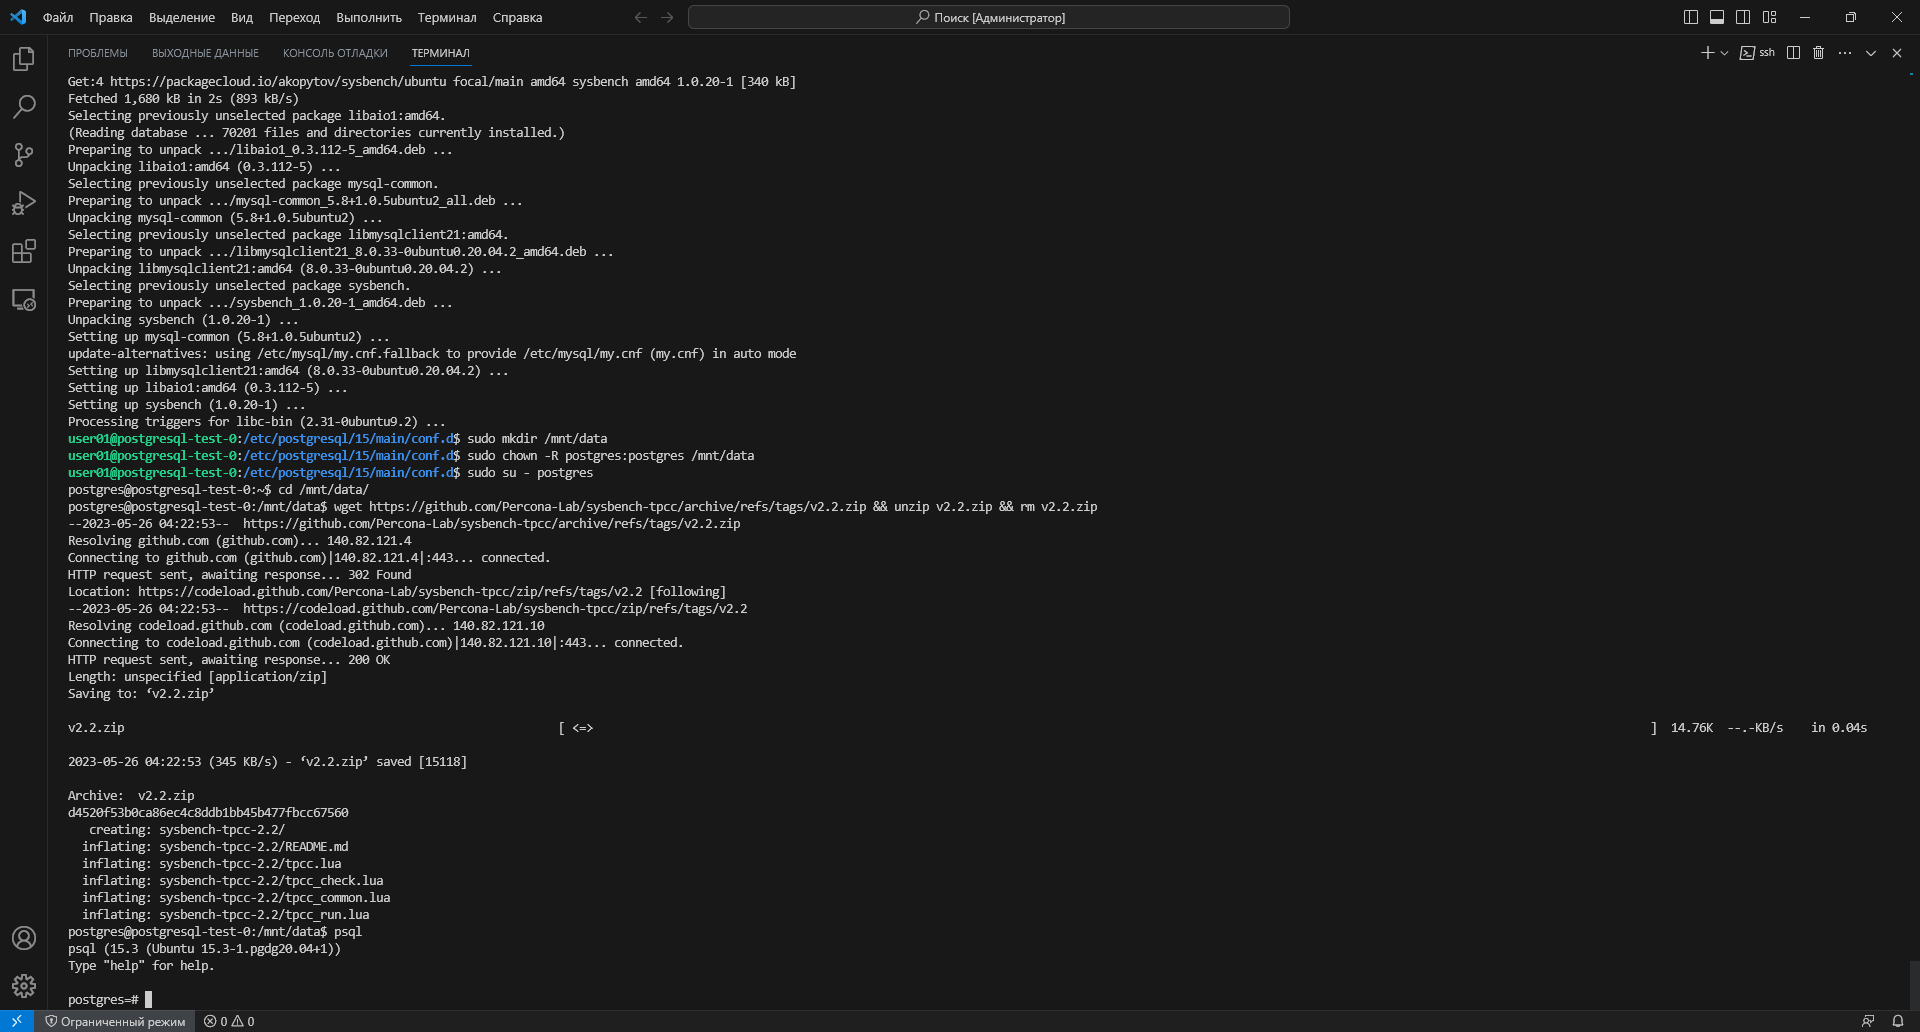 Файл Правка Выделение Вид Переход Выполнить Терминал Справка Поиск [Администратор]
ПРОБЛЕМЫ ВЫХОДНЫЕ ДАННЫЕ КОНСОЛЬ ОТЛАДКИ ТЕРМИНАЛ ssh
Get:4 https://packagecloud.io/akopytov/sysbench/ubuntu focal/main amd64 sysbench amd64 1.0.20-1 [340 kB]
Fetched 1,680 kB in 2s (893 kB/s)
Selecting previously unselected package libaio1:amd64.
(Reading database ... 70201 files and directories currently installed.)
Preparing to unpack .../libaio1_0.3.112-5_amd64.deb ...
Unpacking libaio1:amd64 (0.3.112-5) ...
Selecting previously unselected package mysql-common.
Preparing to unpack .../mysql-common_5.8+1.0.5ubuntu2_all.deb ...
Unpacking mysql-common (5.8+1.0.5ubuntu2) ...
Selecting previously unselected package libmysqlclient21:amd64.
Preparing to unpack .../libmysqlclient21_8.0.33-0ubuntu0.20.04.2_amd64.deb ...
Unpacking libmysqlclient21:amd64 (8.0.33-0ubuntu0.20.04.2) ...
Selecting previously unselected package sysbench.
Preparing to unpack .../sysbench_1.0.20-1_amd64.deb ...
Unpacking sysbench (1.0.20-1) ...
Setting up mysql-common (5.8+1.0.5ubuntu2) ...
update-alternatives: using /etc/mysql/my.cnf.fallback to provide /etc/mysql/my.cnf (my.cnf) in auto mode
Setting up libmysqlclient21:amd64 (8.0.33-0ubuntu0.20.04.2) ...
Setting up libaio1:amd64 (0.3.112-5) ...
Setting up sysbench (1.0.20-1) ...
Processing triggers for libc-bin (2.31-0ubuntu9.2) ...
user01@postgresql-test-0:/etc/postgresql/15/main/conf.d$ sudo mkdir /mnt/data
user01@postgresql-test-0:/etc/postgresql/15/main/conf.d$ sudo chown -R postgres:postgres /mnt/data
user01@postgresql-test-0:/etc/postgresql/15/main/conf.d$ sudo su - postgres
postgres@postgresql-test-0:~$ cd /mnt/data/
postgres@postgresql-test-0:/mnt/data$ wget https://github.com/Percona-Lab/sysbench-tpcc/archive/refs/tags/v2.2.zip && unzip v2.2.zip && rm v2.2.zip
--2023-05-26 04:22:53-- https://github.com/Percona-Lab/sysbench-tpcc/archive/refs/tags/v2.2.zip
Resolving github.com (github.com)... 140.82.121.4
Connecting to github.com (github.com)|140.82.121.4|:443... connected.
HTTP request sent, awaiting response... 302 Found
Location: https://codeload.github.com/Percona-Lab/sysbench-tpcc/zip/refs/tags/v2.2 [following]
--2023-05-26 04:22:53-- https://codeload.github.com/Percona-Lab/sysbench-tpcc/zip/refs/tags/v2.2
Resolving codeload.github.com (codeload.github.com)... 140.82.121.10
Connecting to codeload.github.com (codeload.github.com)|140.82.121.10|:443... connected.
HTTP request sent, awaiting response... 200 OK
Length: unspecified [application/zip]
Saving to: ‘v2.2.zip’
v2.2.zip [ <=> ] 14.76K --.-KB/s in 0.04s
2023-05-26 04:22:53 (345 KB/s) - ‘v2.2.zip’ saved [15118]
Archive: v2.2.zip
d4520f53b0ca86ec4c8ddb1bb45b477fbcc67560
creating: sysbench-tpcc-2.2/
inflating: sysbench-tpcc-2.2/README.md
inflating: sysbench-tpcc-2.2/tpcc.lua
inflating: sysbench-tpcc-2.2/tpcc_check.lua
inflating: sysbench-tpcc-2.2/tpcc_common.lua
inflating: sysbench-tpcc-2.2/tpcc_run.lua
postgres@postgresql-test-0:/mnt/data$ psql
psql (15.3 (Ubuntu 15.3-1.pgdg20.04+1))
Type "help" for help.
postgres=#
Ограниченный режим 0 0